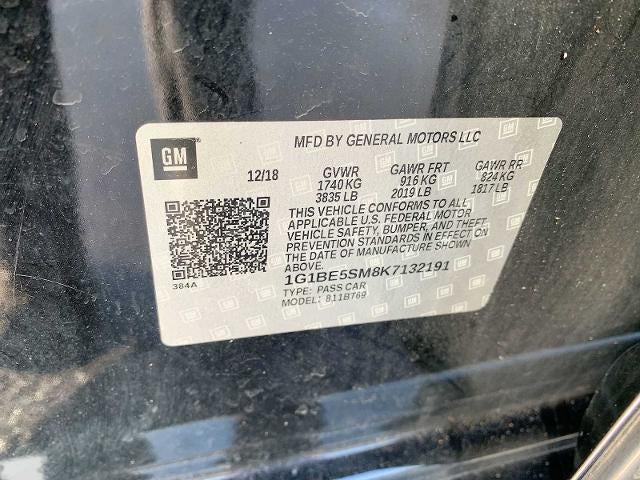 GM
MFD BY GENERAL MOTORS LLC
12/18 GVWR GAWR FRT GAWR RR
1740 KG 916 KG 824 KG
3835 LB 2019 LB 1817 LB
THIS VEHICLE CONFORMS TO ALL
APPLICABLE U.S. FEDERAL MOTOR
VEHICLE SAFETY, BUMPER, AND THEFT
PREVENTION STANDARDS IN EFFECT ON
THE DATE OF MANUFACTURE SHOWN
ABOVE.
384A
1G1BE5SM8K7132191
TYPE: PASS CAR
MODEL: 811BT69